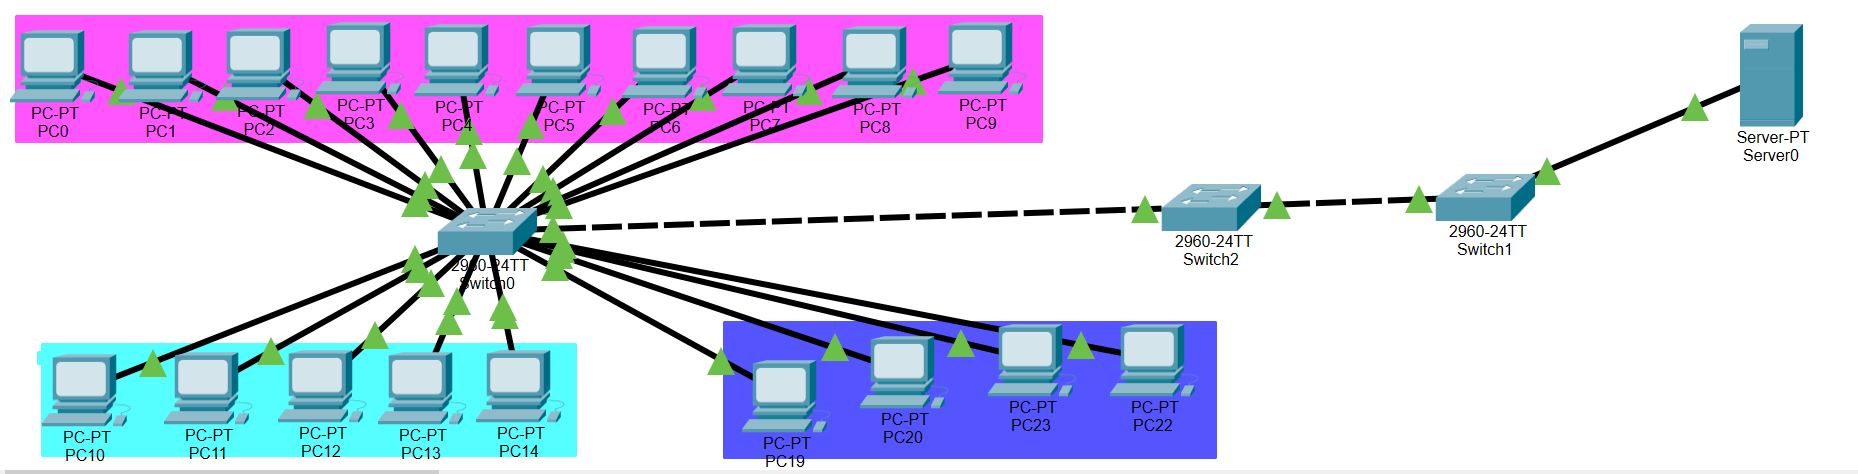 PC-PT
PC0
PC-PT
PC1
PC-PT
PC2
PC-PT
PC3
PC-PT
PC4
PC-PT
PC5
PC-PT
PC6
PC-PT
PC7
PC-PT
PC8
PC-PT
PC9
Server-PT
Server0
2960-24TT
Switch2
2960-24TT
Switch1
2960-24TT
Switch0
PC-PT
PC10
PC-PT
PC11
PC-PT
PC12
PC-PT
PC13
PC-PT
PC14
PC-PT
PC19
PC-PT
PC20
PC-PT
PC23
PC-PT
PC22